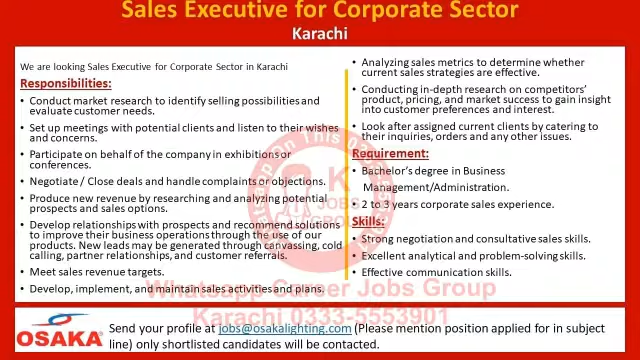 Sales Executive for Corporate Sector
Karachi
We are looking Sales Executive for Corporate Sector in Karachi
Responsibilities:
• Conduct market research to identify selling possibilities and
evaluate customer needs.
• Set up meetings with potential clients and listen to their wishes
and concerns.
• Participate on behalf of the company in exhibitions or
conferences.
• Negotiate / Close deals and handle complaints or objections.
• Produce new revenue by researching and analyzing potential
prospects and sales options.
• Develop relationships with prospects and recommend solutions
to improve their business operations through the use of our
products. New leads may be generated through canvassing, cold
calling, partner relationships, and customer referrals.
• Meet sales revenue targets.
• Develop, implement, and maintain sales activities and plans.
• Analyzing sales metrics to determine whether
current sales strategies are effective.
• Conducting in-depth research on competitors'
product, pricing, and market success to gain insight
into customer preferences and interest.
• Look after assigned current clients by catering to
their inquiries, orders and any other issues.
Requirement:
• Bachelor's degree in Business
Management/Administration.
• 2 to 3 years corporate sales experience.
Skills:
• Strong negotiation and consultative sales skills.
• Excellent analytical and problem-solving skills.
• Effective communication skills.
K
JOBS
GROUP
Whatsapp Career Jobs Group
Karachi 0333-5553901
OSAKA
Send your profile at jobs@osakalighting.com (Please mention position applied for in subject
line) only shortlisted candidates will be contacted.